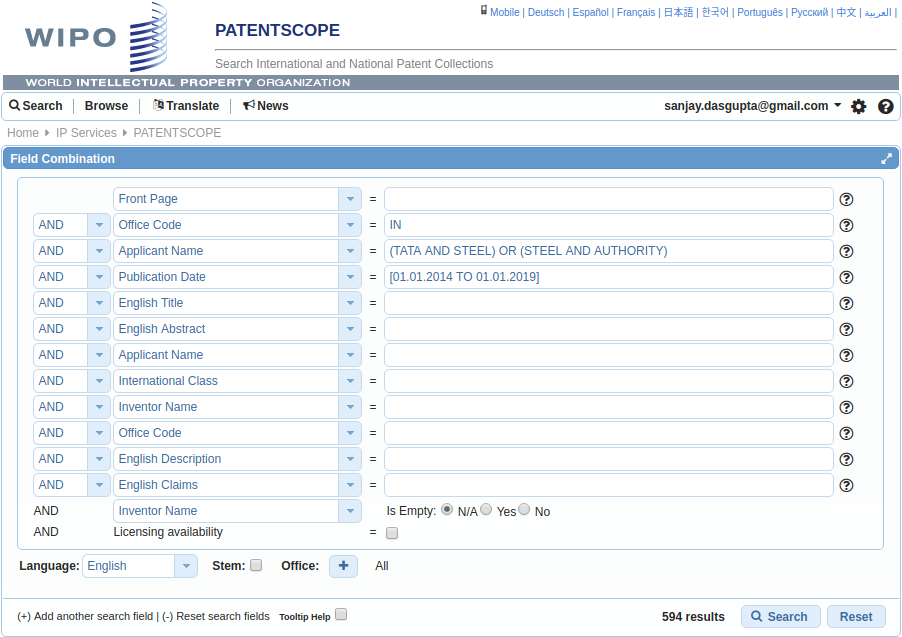 Mobile | Deutsch | Español | Français | 日本語 | 한국어 | Português | Русский | 中文 | العربية |
WIPO
PATENTSCOPE
Search International and National Patent Collections
WORLD INTELLECTUAL PROPERTY ORGANIZATION
Search | Browse | Translate | News sanjay.dasgupta@gmail.com
Home IP Services PATENTSCOPE
Field Combination
Front Page =
AND Office Code = IN
AND Applicant Name = (TATA AND STEEL) OR (STEEL AND AUTHORITY)
AND Publication Date = [01.01.2014 TO 01.01.2019]
AND English Title =
AND English Abstract =
AND Applicant Name =
AND International Class =
AND Inventor Name =
AND Office Code =
AND English Description =
AND English Claims =
AND Inventor Name Is Empty: N/A Yes No
AND Licensing availability =
Language: English Stem: Office: + All
(+) Add another search field | (-) Reset search fields Tooltip Help 594 results Search Reset